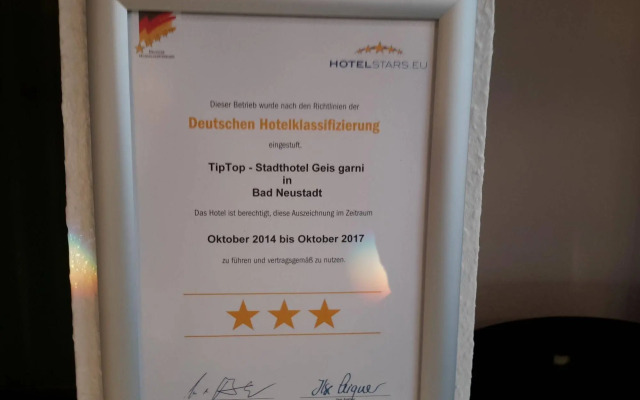 HOTELSTARS.EU
Dieser Betrieb wurde nach den Richtlinien der
Deutschen Hotelklassifizierung
eingestuft.
TipTop - Stadthotel Geis garni
in
Bad Neustadt
Das Hotel ist berechtigt, diese Auszeichnung im Zeitraum
Oktober 2014 bis Oktober 2017
zu führen und vertragsgemäß zu nutzen.